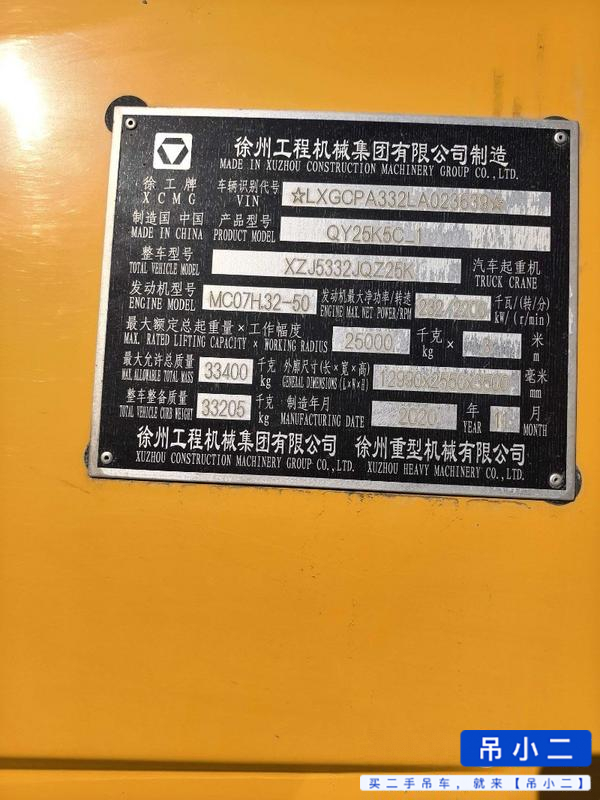 徐州工程机械集团有限公司制造
MADE IN XUZHOU CONSTRUCTION MACHINERY GROUP CO.,LTD.
徐工牌 车辆识别代号 ☆LXGCPA332LA023639☆
XCMG VIN
制造国 中国 产品型号 QY25K5C_1
MADE IN CHINA PRODUCT MODEL
整车型号 XZJ5332JQZ25K 汽车起重机
TOTAL VEHICLE MODEL TRUCK CRANE
发动机型号 MC07H.32-50 发动机最大净功率/转速 232/2200 千瓦/(转/分)
ENGINE MODEL ENGINE MAX. NET POWER/RPM kW/(r/min)
最大额定总起重量×工作幅度 25000 千克 × 3 米
MAX. RATED LIFTING CAPACITY × WORKING RADIUS kg m
最大允许总质量 33400 千克 外廓尺寸(长×宽×高) 12990x2550x3500 毫米
MAX. ALLOWABLE TOTAL MASS kg GENERAL DIMENSIONS (L×W×H) mm
整车整备质量 33205 千克 制造年月 2020 年 11 月
TOTAL VEHICLE CURB WEIGHT kg MANUFACTURING DATE YEAR MONTH
徐州工程机械集团有限公司 徐州重型机械有限公司
XUZHOU CONSTRUCTION MACHINERY GROUP CO.,LTD. XUZHOU HEAVY MACHINERY CO.,LTD.
吊小二
买二手吊车，就来【吊小二】